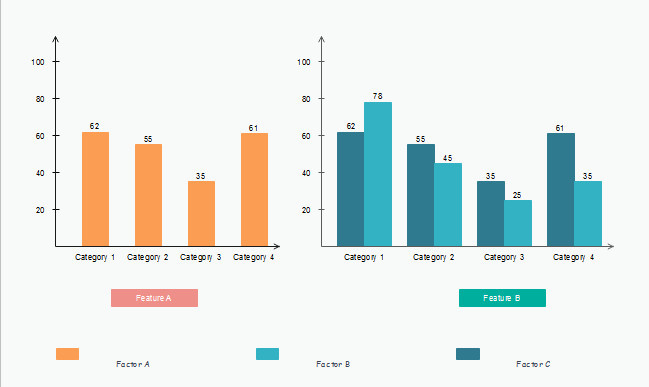 100
80
60
40
20
62
55
35
61
Category 1
Category 2
Category 3
Category 4
Feature A
100
80
60
40
20
62
78
55
45
35
25
61
35
Category 1
Category 2
Category 3
Category 4
Feature B
Factor A
Factor B
Factor C